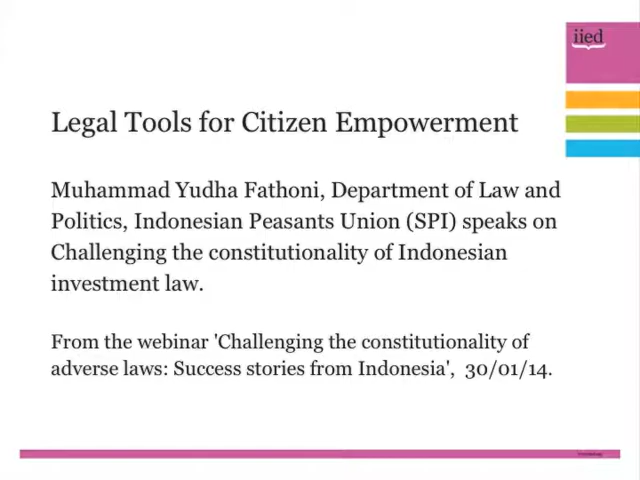 iied
Legal Tools for Citizen Empowerment
Muhammad Yudha Fathoni, Department of Law and
Politics, Indonesian Peasants Union (SPI) speaks on
Challenging the constitutionality of Indonesian
investment law.
From the webinar 'Challenging the constitutionality of
adverse laws: Success stories from Indonesia',  30/01/14.